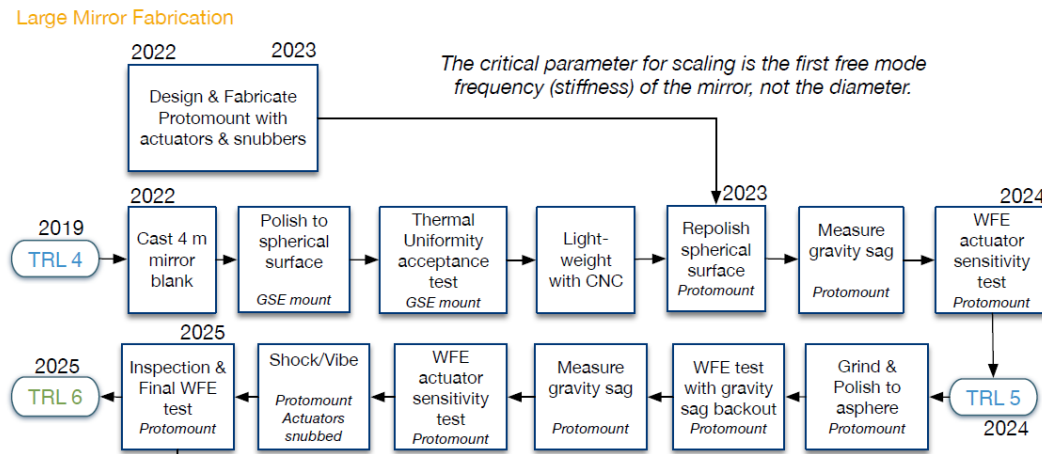 Large Mirror Fabrication
2022
2023
Design & Fabricate
Protomount with
actuators & snubbers
The critical parameter for scaling is the first free mode
frequency (stiffness) of the mirror, not the diameter.
2019
TRL 4
2022
Cast 4 m
mirror
blank
Polish to
spherical
surface
GSE mount
Thermal
Uniformity
acceptance
test
GSE mount
Light-
weight
with CNC
2023
Repolish
spherical
surface
Protomount
Measure
gravity sag
Protomount
2024
WFE
actuator
sensitivity
test
Protomount
2025
TRL 6
2025
Inspection &
Final WFE
test
Protomount
Shock/Vibe
Protomount
Actuators
snubbed
WFE
actuator
sensitivity
test
Protomount
Measure
gravity sag
Protomount
WFE test
with gravity
sag backout
Protomount
Grind &
Polish to
asphere
Protomount
TRL 5
2024